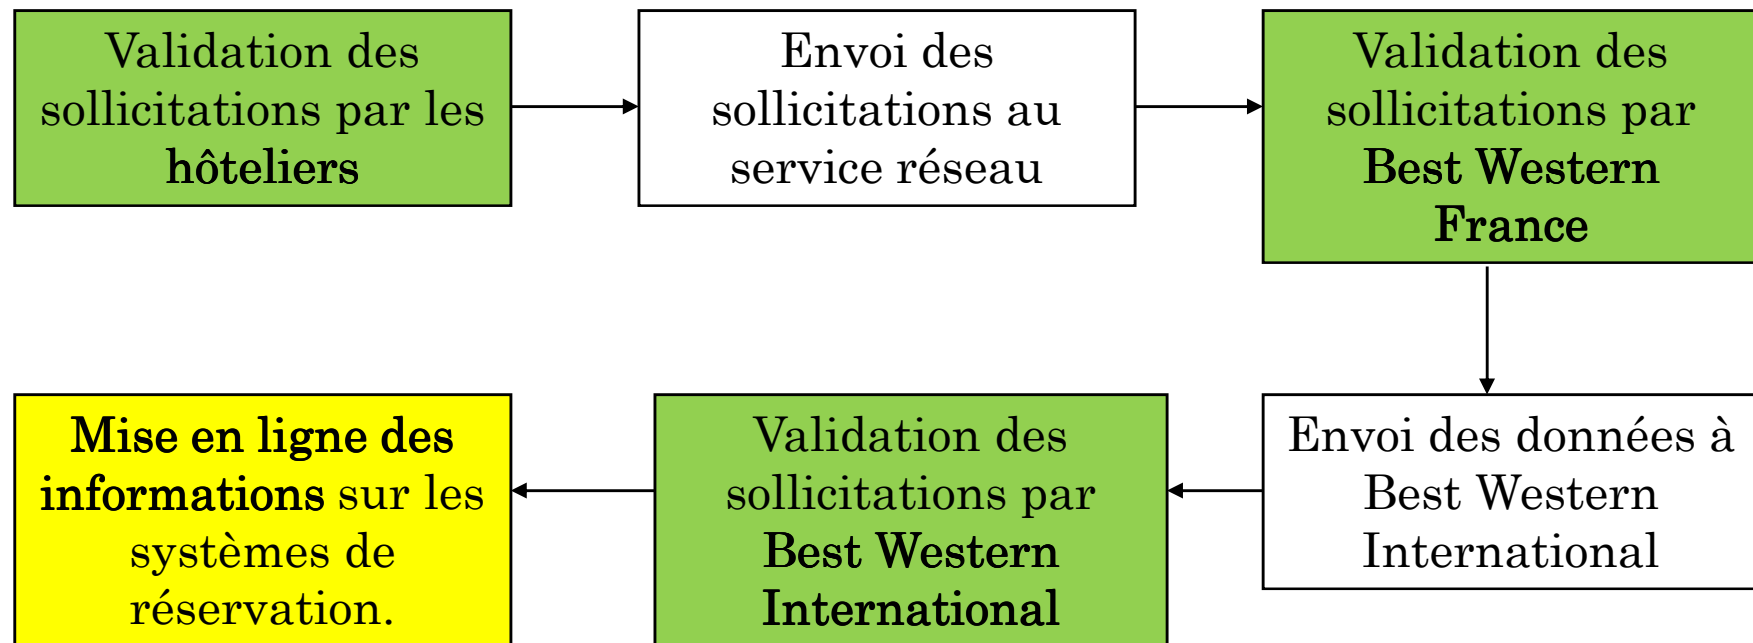 Validation des
sollicitations par les
hôteliers
Envoi des
sollicitations au
service réseau
Validation des
sollicitations par
Best Western
France
Envoi des données à
Best Western
International
Validation des
sollicitations par
Best Western
International
Mise en ligne des
informations sur les
systèmes de
réservation.